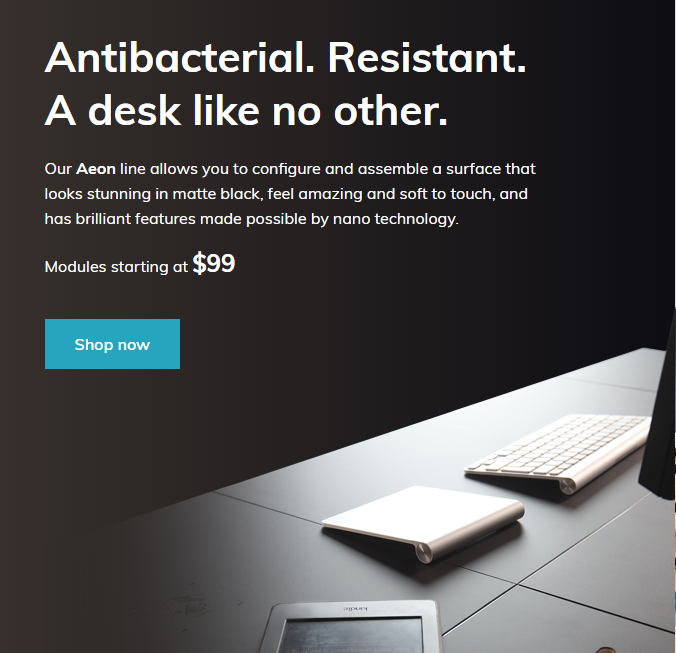 Antibacterial. Resistant.
A desk like no other.
Our Aeon line allows you to configure and assemble a surface that
looks stunning in matte black, feel amazing and soft to touch, and
has brilliant features made possible by nano technology.
Modules starting at $99
Shop now
kindle